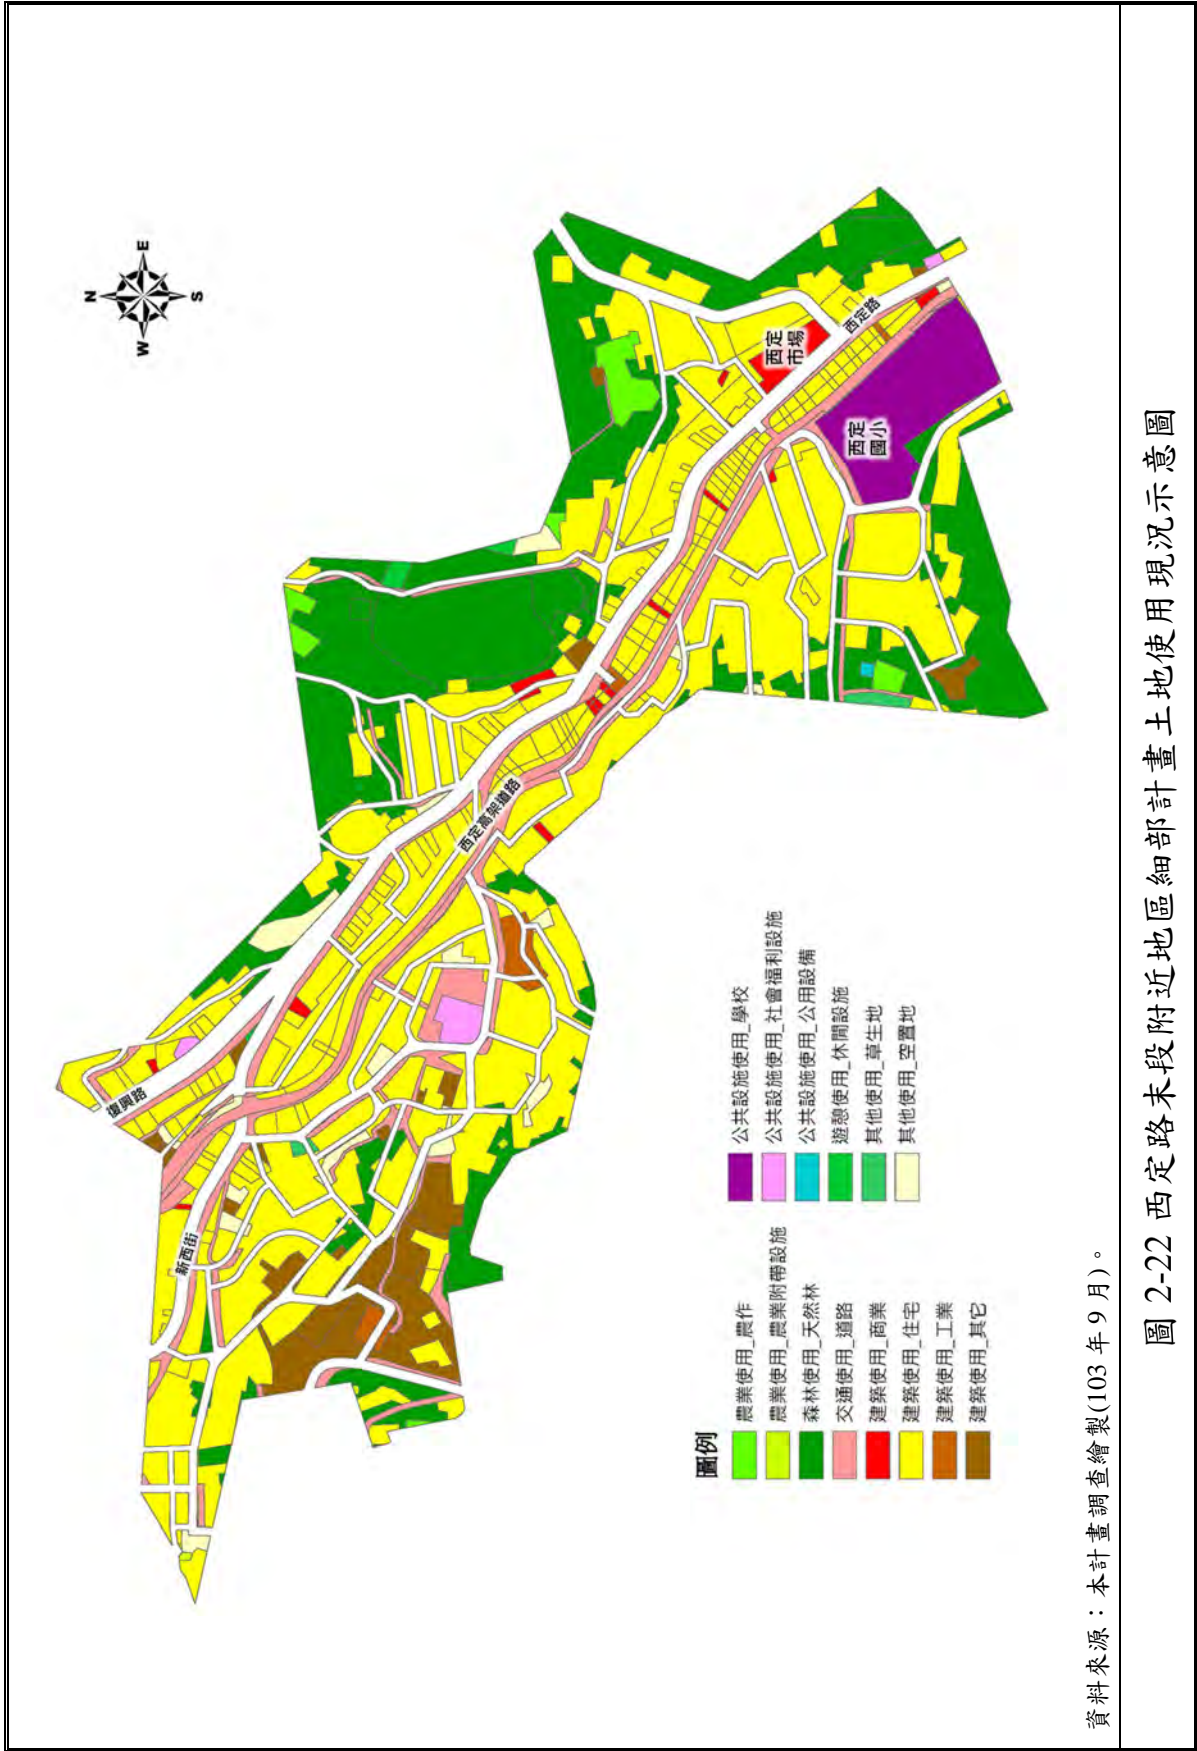 N
W
E
S
復興路
新西街
西定高架道路
西定
市場
西定路
西定
國小
圖例
農業使用_農作
農業使用_農業附帶設施
森林使用_天然林
交通使用_道路
建築使用_商業
建築使用_住宅
建築使用_工業
建築使用_其它
公共設施使用_學校
公共設施使用_社會福利設施
公共設施使用_公用設備
遊憩使用_休閒設施
其他使用_草生地
其他使用_空置地
資料來源：本計畫調查繪製(103 年 9 月)。
圖 2-22 西定路末段附近地區細部計畫土地使用現況示意圖